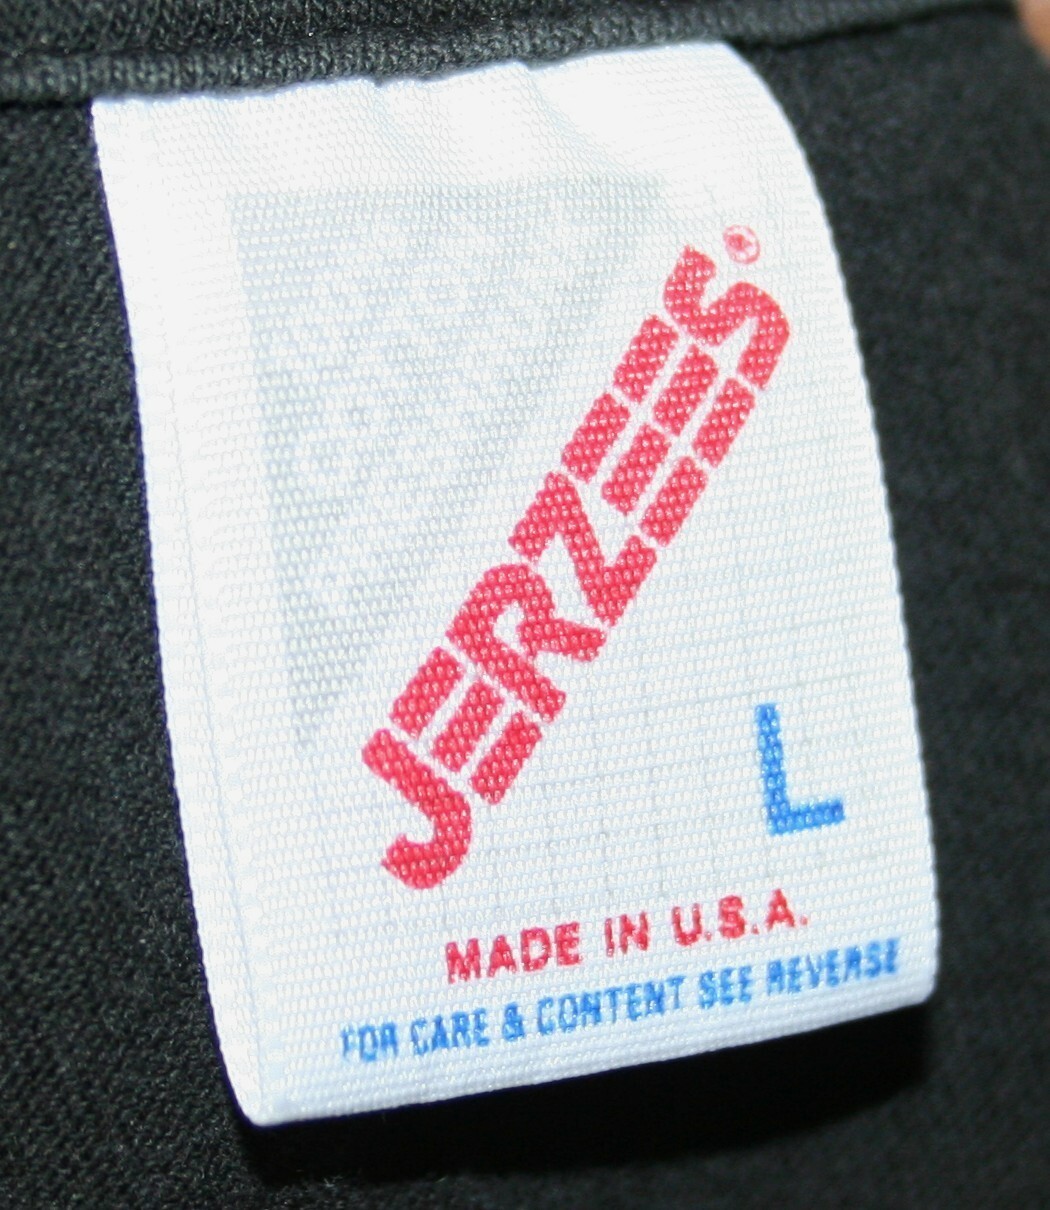 JERZEES®
L
MADE IN U.S.A.
FOR CARE & CONTENT SEE REVERSE